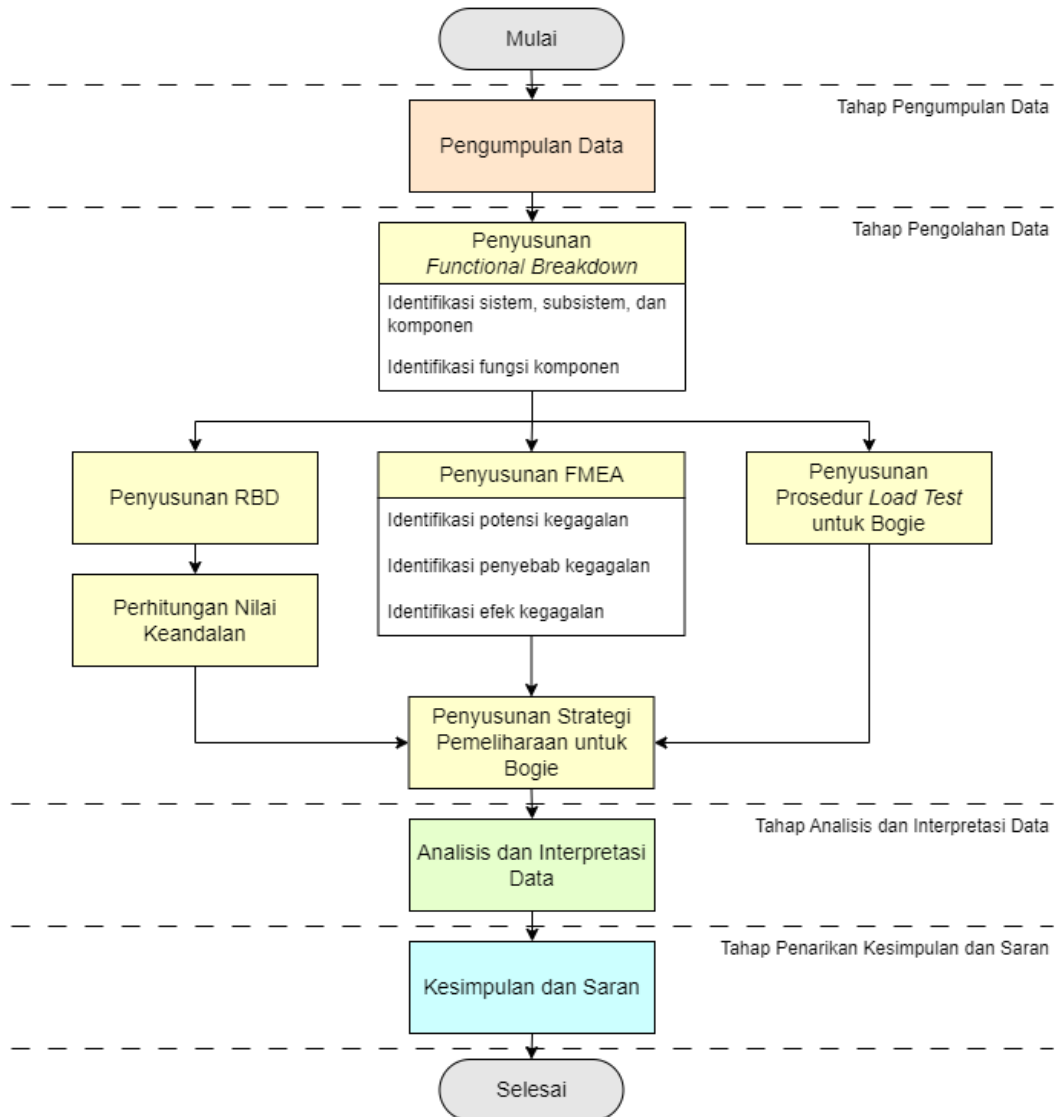 Mulai
Tahap Pengumpulan Data
Pengumpulan Data
Tahap Pengolahan Data
Penyusunan
Functional Breakdown
Identifikasi sistem, subsistem, dan
komponen
Identifikasi fungsi komponen
Penyusunan RBD
Perhitungan Nilai
Keandalan
Penyusunan FMEA
Identifikasi potensi kegagalan
Identifikasi penyebab kegagalan
Identifikasi efek kegagalan
Penyusunan
Prosedur Load Test
untuk Bogie
Penyusunan Strategi
Pemeliharaan untuk
Bogie
Tahap Analisis dan Interpretasi Data
Analisis dan Interpretasi
Data
Tahap Penarikan Kesimpulan dan Saran
Kesimpulan dan Saran
Selesai